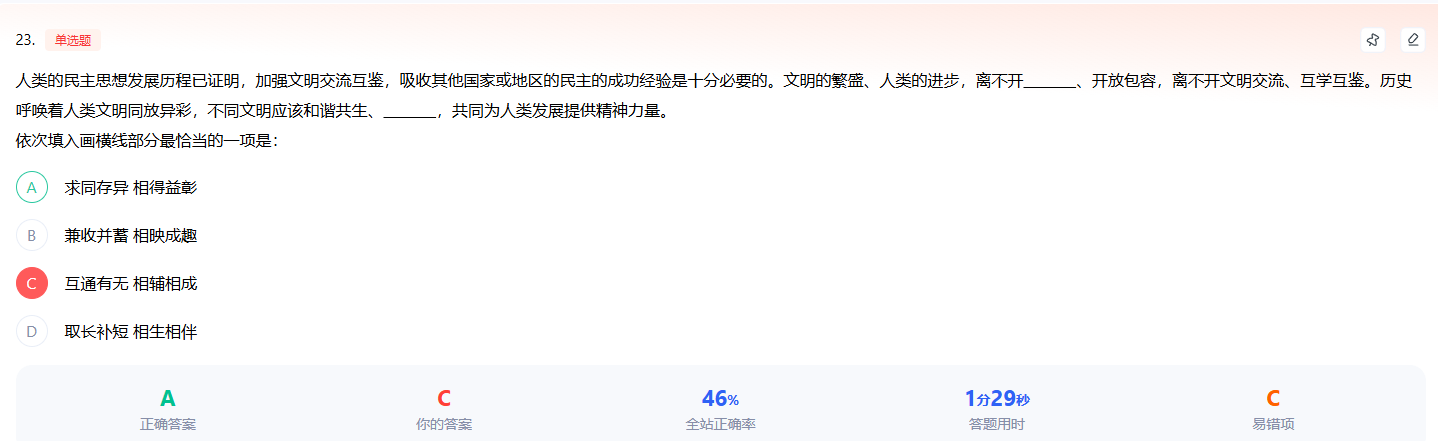 23. 单选题
人类的民主思想发展历程已证明，加强文明交流互鉴，吸收其他国家或地区的民主的成功经验是十分必要的。文明的繁盛、人类的进步，离不开______、开放包容，离不开文明交流、互学互鉴。历史
呼唤着人类文明同放异彩，不同文明应该和谐共生、______，共同为人类发展提供精神力量。
依次填入画横线部分最恰当的一项是：
A 求同存异 相得益彰
B 兼收并蓄 相映成趣
C 互通有无 相辅相成
D 取长补短 相生相伴
A C 46% 1分29秒 C
正确答案 你的答案 全站正确率 答题用时 易错项